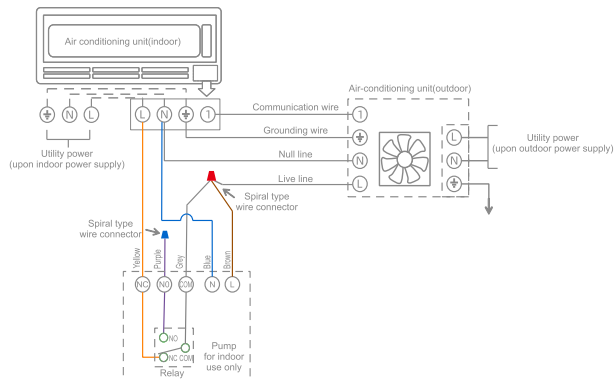 Air conditioning unit(indoor)
Air-conditioning unit(outdoor)
N L
L N 1
Communication wire
1
Utility power
(upon indoor power supply)
Grounding wire
L
Utility power
(upon outdoor power supply)
Null line
N
N
Live line
L
Spiral type
wire connector
Spiral type
wire connector
Yellow
Purple
Grey
Blue
Brown
NC NO COM N L
NO
NC COM
Relay
Pump
for indoor
use only